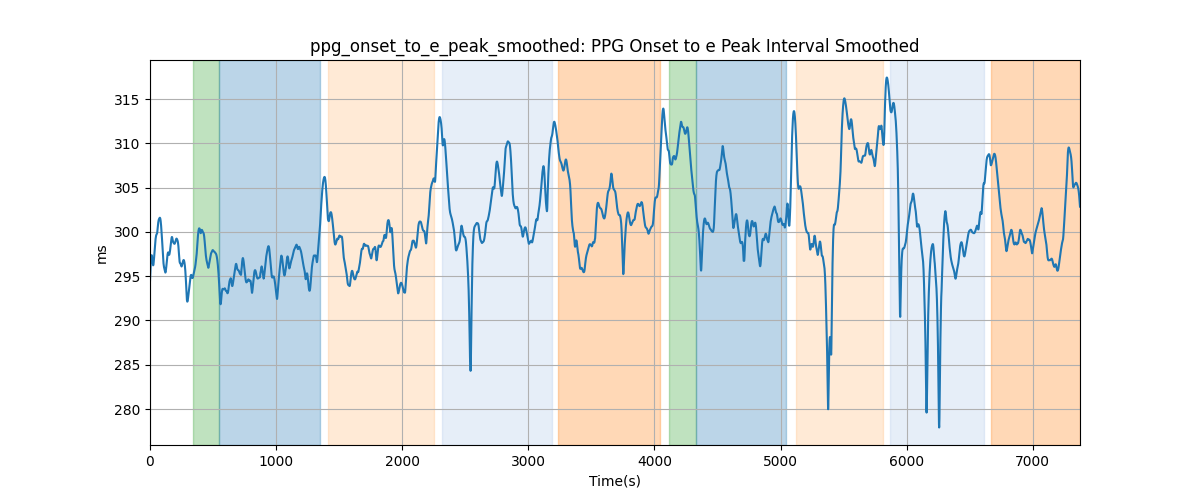 ppg_onset_to_e_peak_smoothed: PPG Onset to e Peak Interval Smoothed
315
310
305
300
295
290
285
280
ms
0 1000 2000 3000 4000 5000 6000 7000
Time(s)